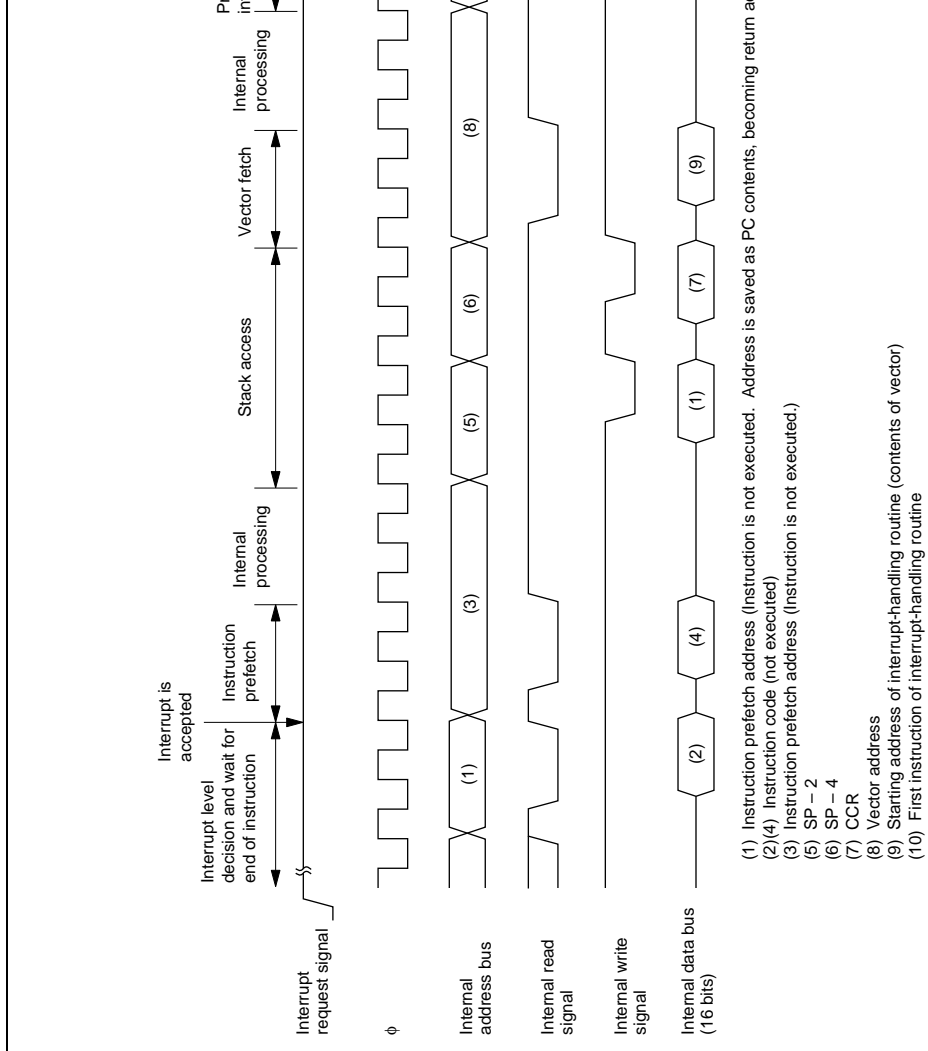 Interrupt is
accepted
Interrupt level
decision and wait for
end of instruction
Instruction
prefetch
Internal
processing
Stack access
Vector fetch
Internal
processing
Interrupt
request signal
φ
Internal
address bus
(1)
(3)
(5)
(6)
(8)
Internal read
signal
Internal write
signal
Internal data bus
(16 bits)
(2)
(4)
(1)
(7)
(9)
(1) Instruction prefetch address (Instruction is not executed. Address is saved as PC contents, becoming return
(2)(4) Instruction code (not executed)
(3) Instruction prefetch address (Instruction is not executed.)
(5) SP – 2
(6) SP – 4
(7) CCR
(8) Vector address
(9) Starting address of interrupt-handling routine (contents of vector)
(10) First instruction of interrupt-handling routine